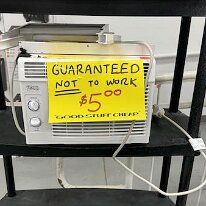 GUARANTEED
NOT TO WORK
$5.00
GOOD STUFF CHEAP